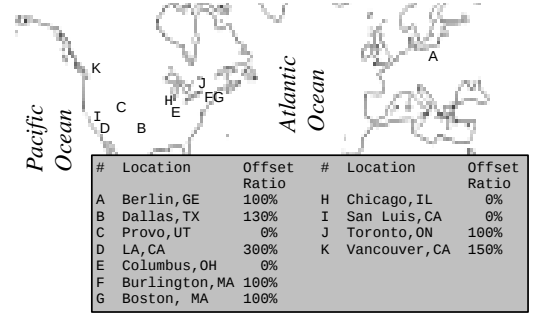 A
K
J
C
H
FG
E
I
D
B
Pacific
Ocean
Atlantic
Ocean
# Location Offset # Location Offset
Ratio Ratio
A Berlin,GE 100% H Chicago,IL 0%
B Dallas,TX 130% I San Luis,CA 0%
C Provo,UT 0% J Toronto,ON 100%
D LA,CA 300% K Vancouver,CA 150%
E Columbus,OH 0%
F Burlington,MA 100%
G Boston, MA 100%